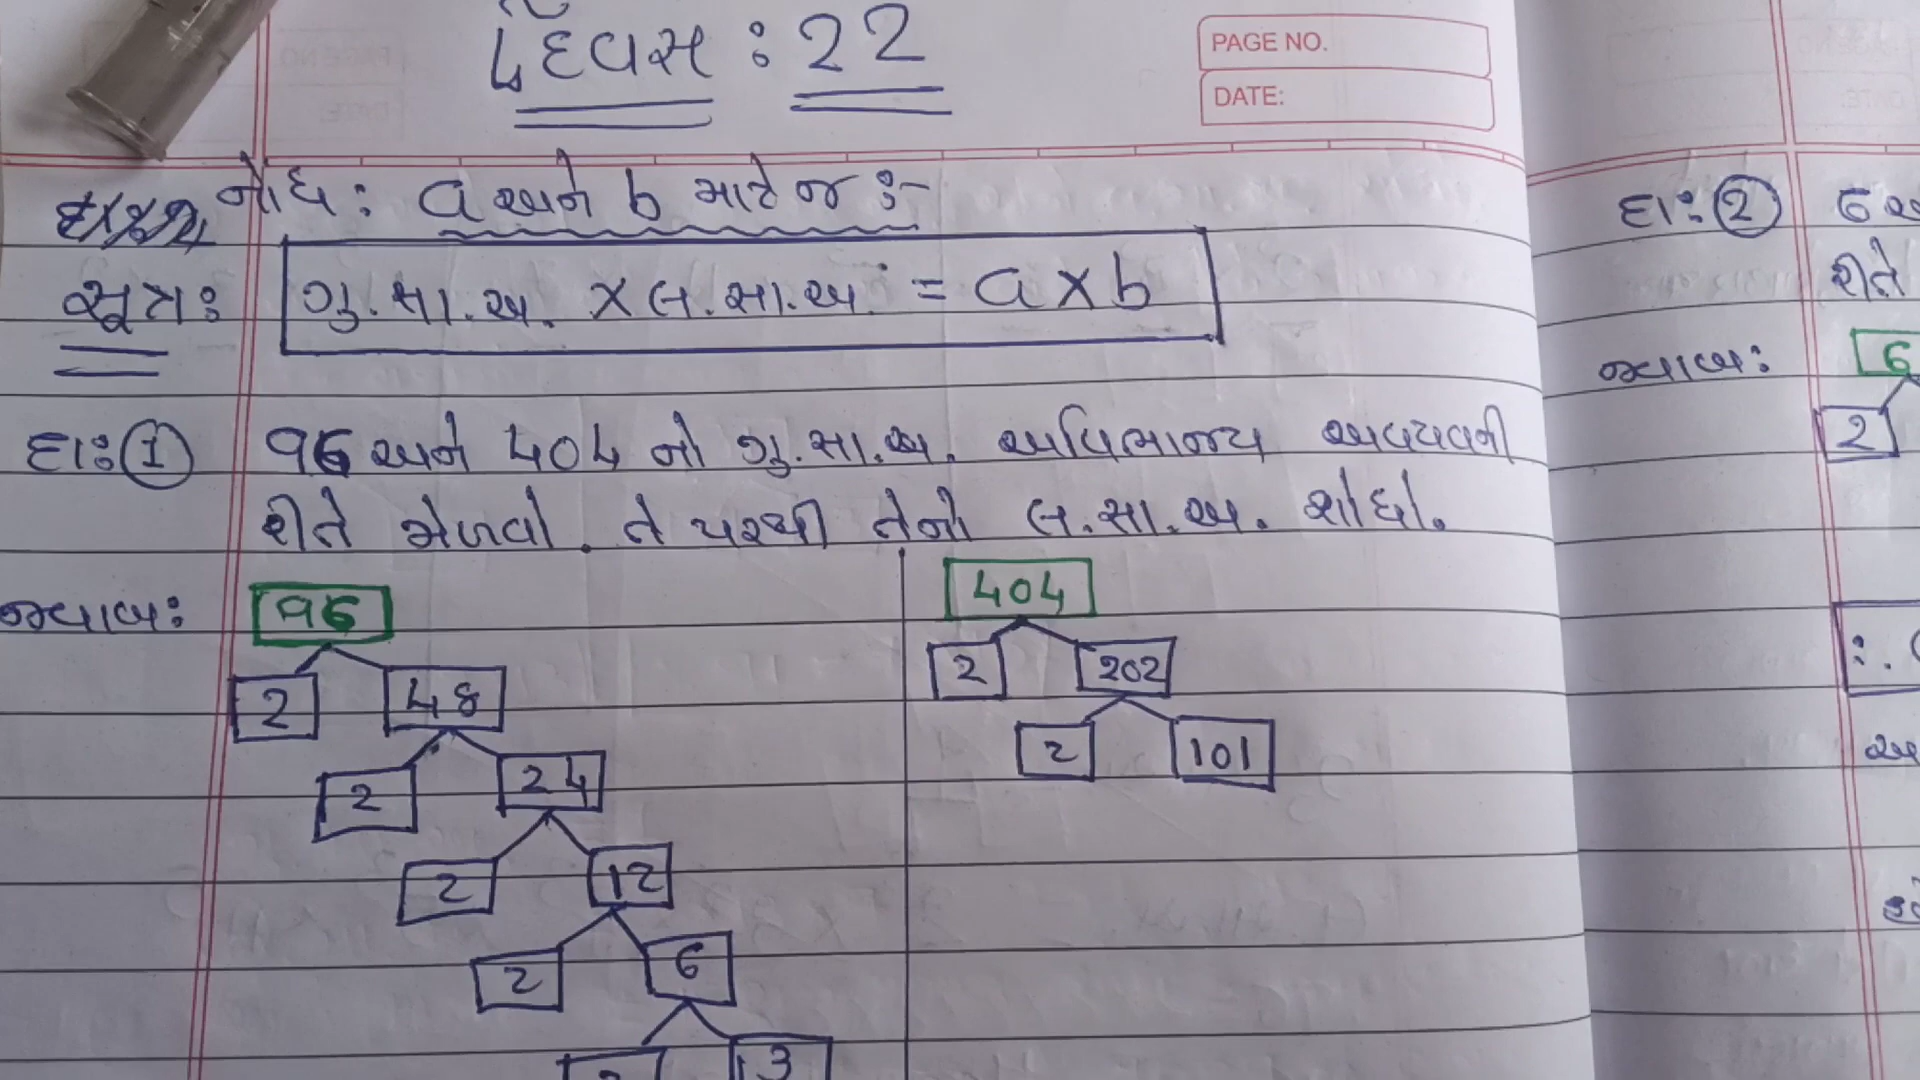 દિવસ : 22
PAGE NO.
DATE:
નોધ : a અને b માટે જ :-
સૂત્ર : ગુ.સા.અ. × લ.સા.અ. = a × b
દા: 1 96 અને 404 નો ગુ.સા.અ. અવિભાજ્ય અવયવની
રીતે મેળવો. તે પરથી તેનો લ.સા.અ. શોધો.
જવાબ: 96
404
2 48
2 202
2 24
2 101
2 12
2 6
3
દા: 2
રીતે
જવાબ: 6
2